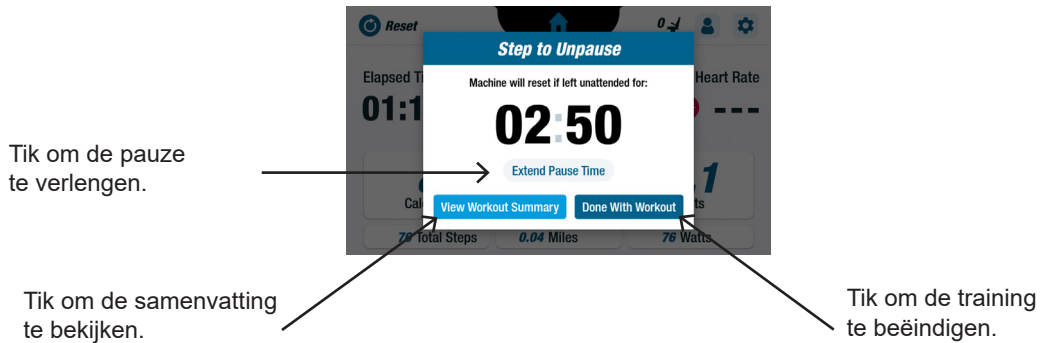 Reset
0
Step to Unpause
Elapsed Ti
Machine will reset if left unattended for:
Heart Rate
01:1
02:50
---
Tik om de pauze
te verlengen.
Extend Pause Time
.1
Cal
View Workout Summary
Done With Workout
ts
Total Steps
0.04 Miles
76 Watts
Tik om de samenvatting
te bekijken.
Tik om de training
te beëindigen.